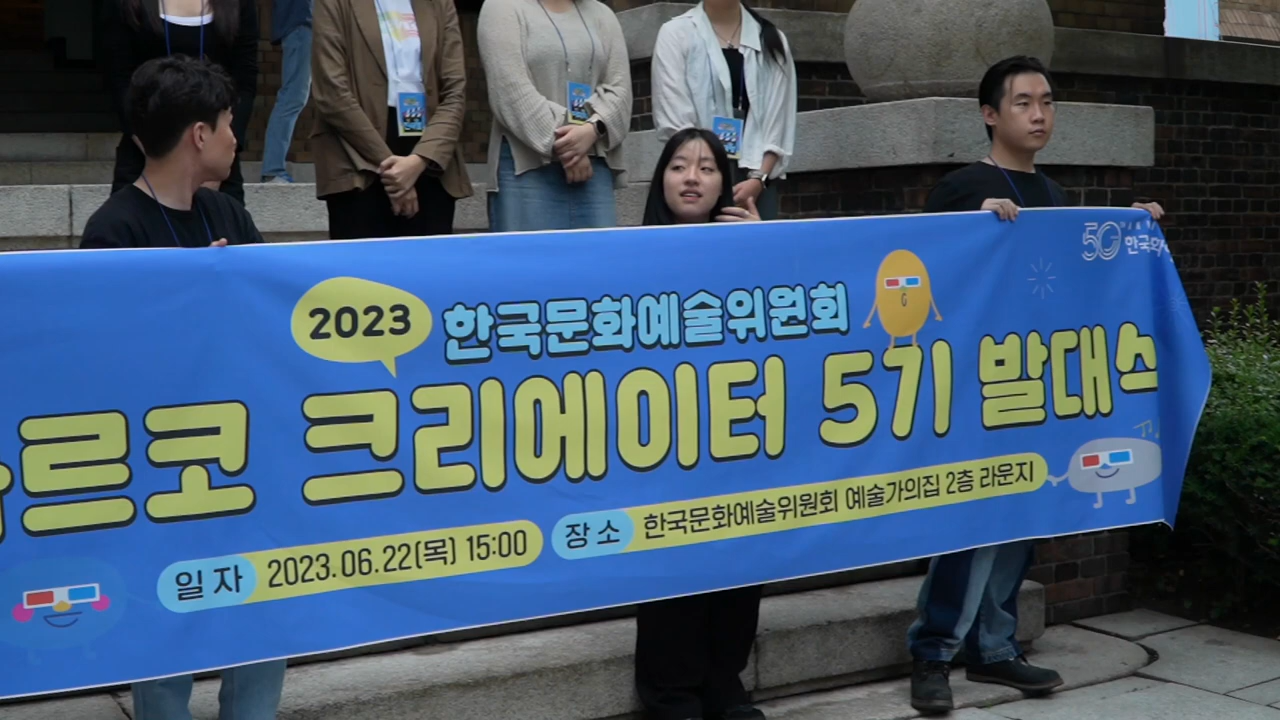 50
2023 한국문화예술위원회
르코 크리에이터 5기 발대
일 자 2023.06.22(목) 15:00
장 소 한국문화예술위원회 예술가의집 2층 라운지